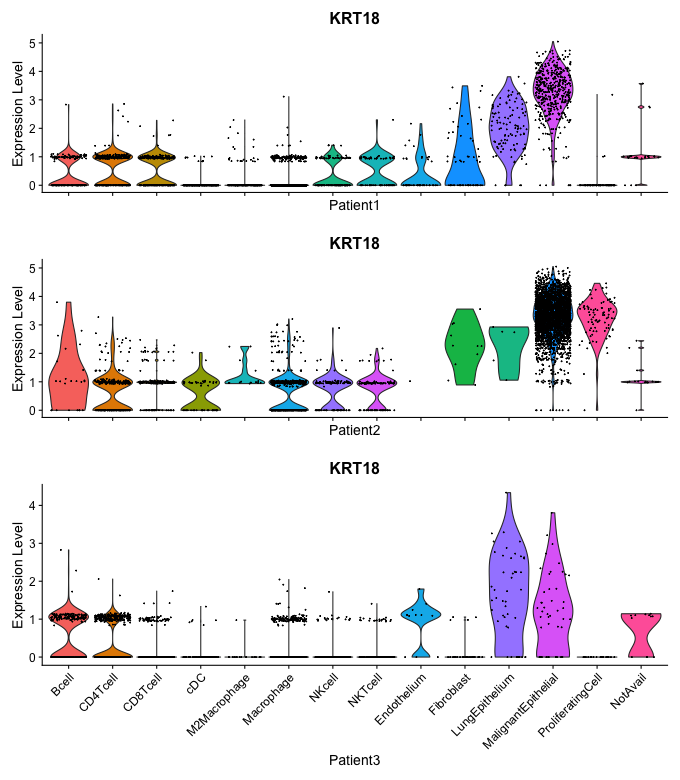 KRT18
Expression Level
5
4
3
2
1
0
Patient1
KRT18
Expression Level
5
4
3
2
1
0
Patient2
KRT18
Expression Level
4
3
2
1
0
Bcell
CD4Tcell
CD8Tcell
cDC
M2Macrophage
Macrophage
NKcell
NKTcell
Endothelium
Fibroblast
LungEpithelium
MalignantEpithelial
ProliferatingCell
NotAvail
Patient3